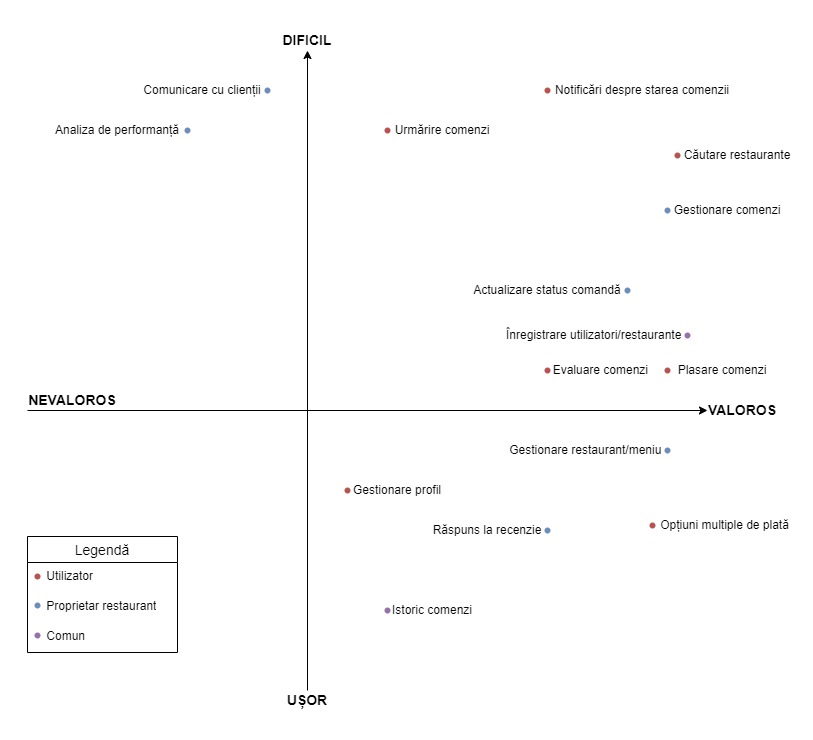 DIFICIL
Comunicare cu clienții
Notificări despre starea comenzii
Analiza de performanță
Urmărire comenzi
Căutare restaurante
Gestionare comenzi
Actualizare status comandă
Înregistrare utilizatori/restaurante
Evaluare comenzi
Plasare comenzi
NEVALOROS
VALOROS
Gestionare restaurant/meniu
Gestionare profil
Răspuns la recenzie
Opțiuni multiple de plată
Legendă
Utilizator
Proprietar restaurant
Comun
Istoric comenzi
UȘOR